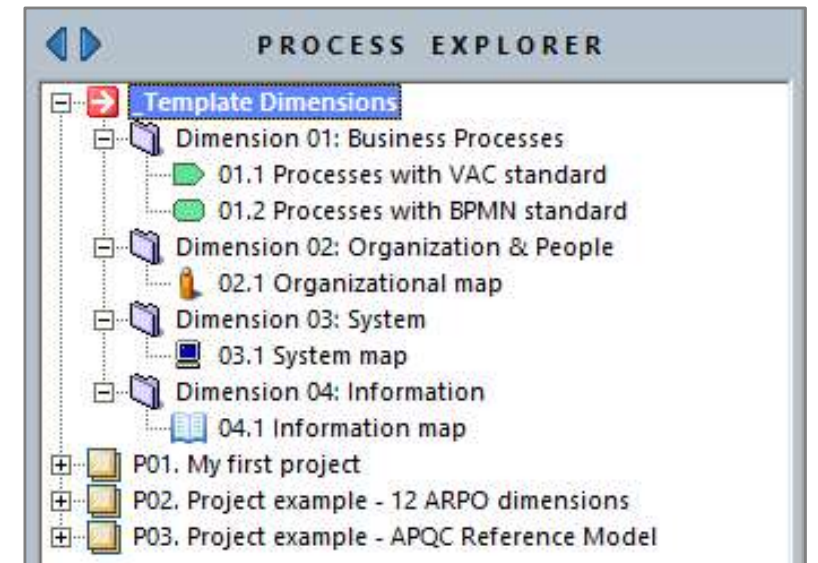 PROCESS EXPLORER
_Template Dimensions
Dimension 01: Business Processes
01.1 Processes with VAC standard
01.2 Processes with BPMN standard
Dimension 02: Organization & People
02.1 Organizational map
Dimension 03: System
03.1 System map
Dimension 04: Information
04.1 Information map
P01. My first project
P02. Project example - 12 ARPO dimensions
P03. Project example - APQC Reference Model